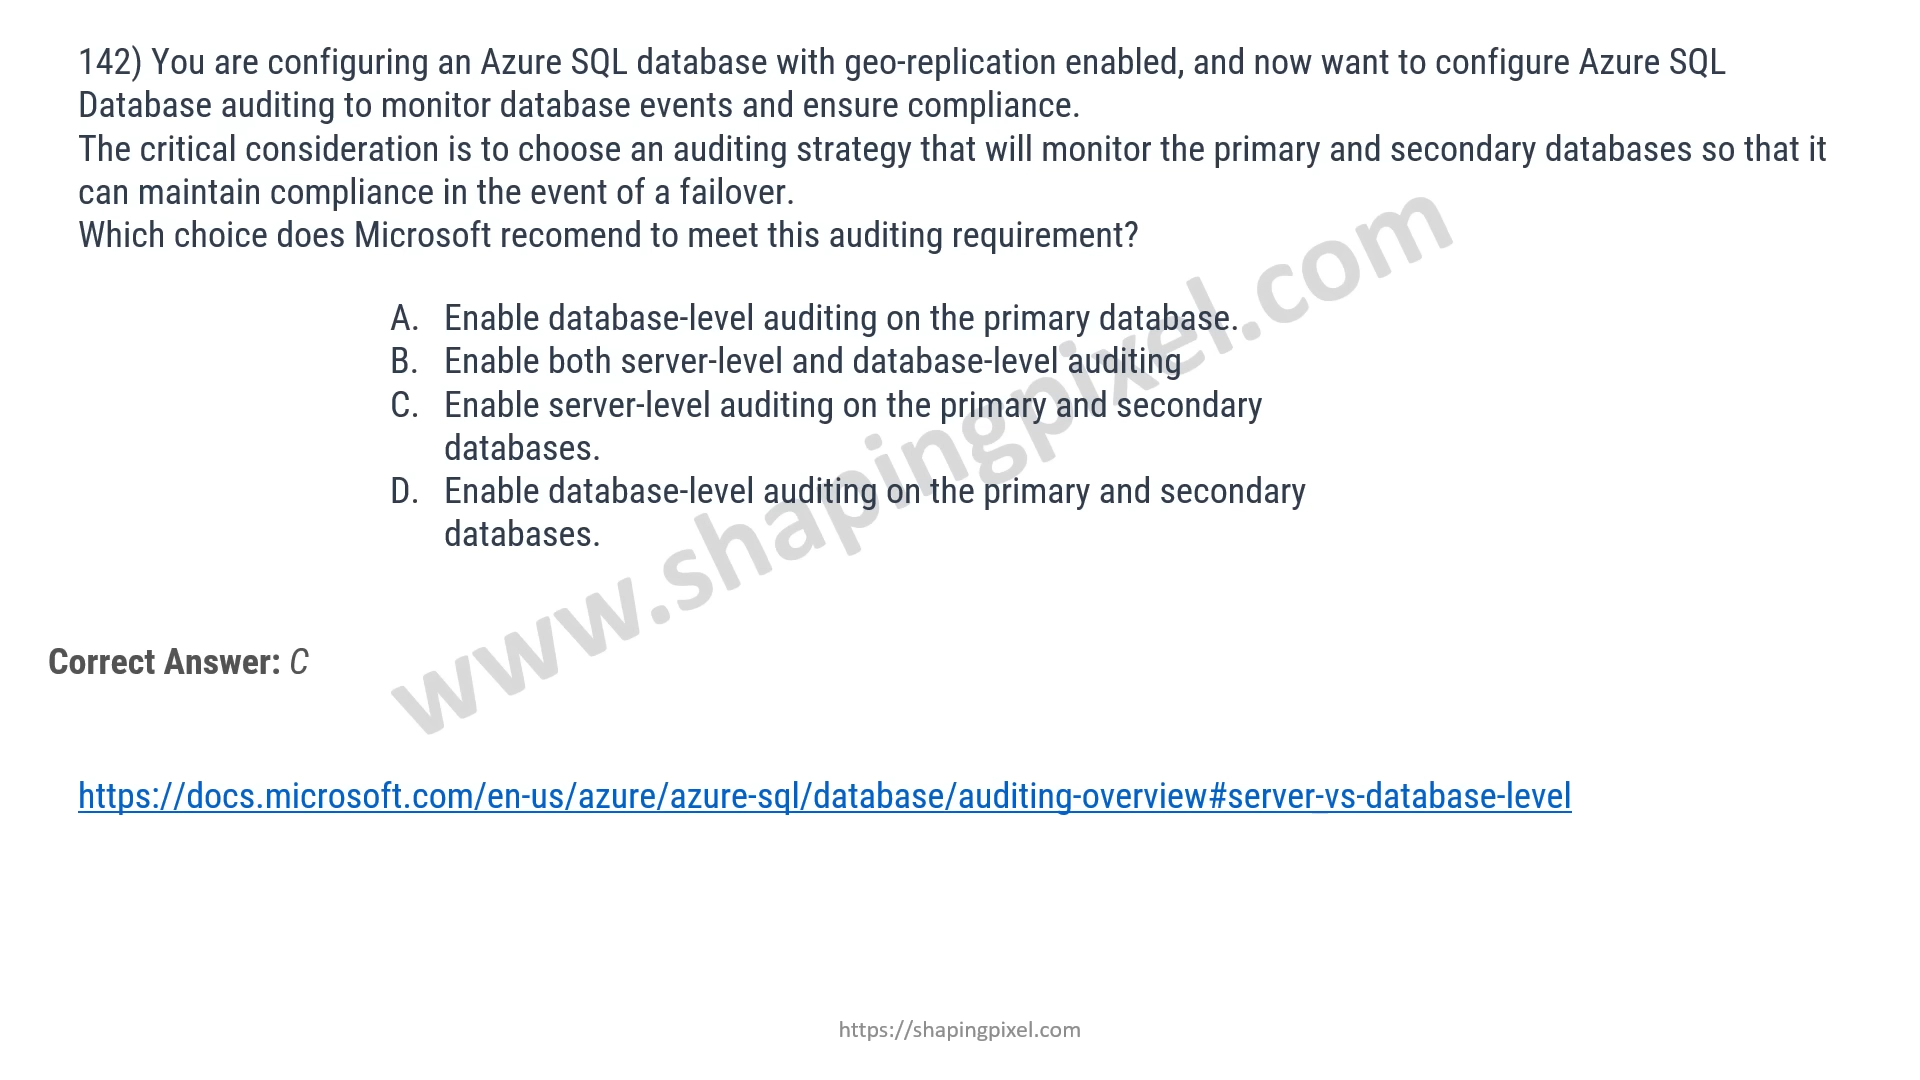 142) You are configuring an Azure SQL database with geo-replication enabled, and now want to configure Azure SQL
Database auditing to monitor database events and ensure compliance.
The critical consideration is to choose an auditing strategy that will monitor the primary and secondary databases so that it
can maintain compliance in the event of a failover.
Which choice does Microsoft recomend to meet this auditing requirement?
A. Enable database-level auditing on the primary database.
B. Enable both server-level and database-level auditing
C. Enable server-level auditing on the primary and secondary
databases.
D. Enable database-level auditing on the primary and secondary
databases.
www.shapingpixel.com
Correct Answer: C
https://docs.microsoft.com/en-us/azure/azure-sql/database/auditing-overview#server-vs-database-level
https://shapingpixel.com